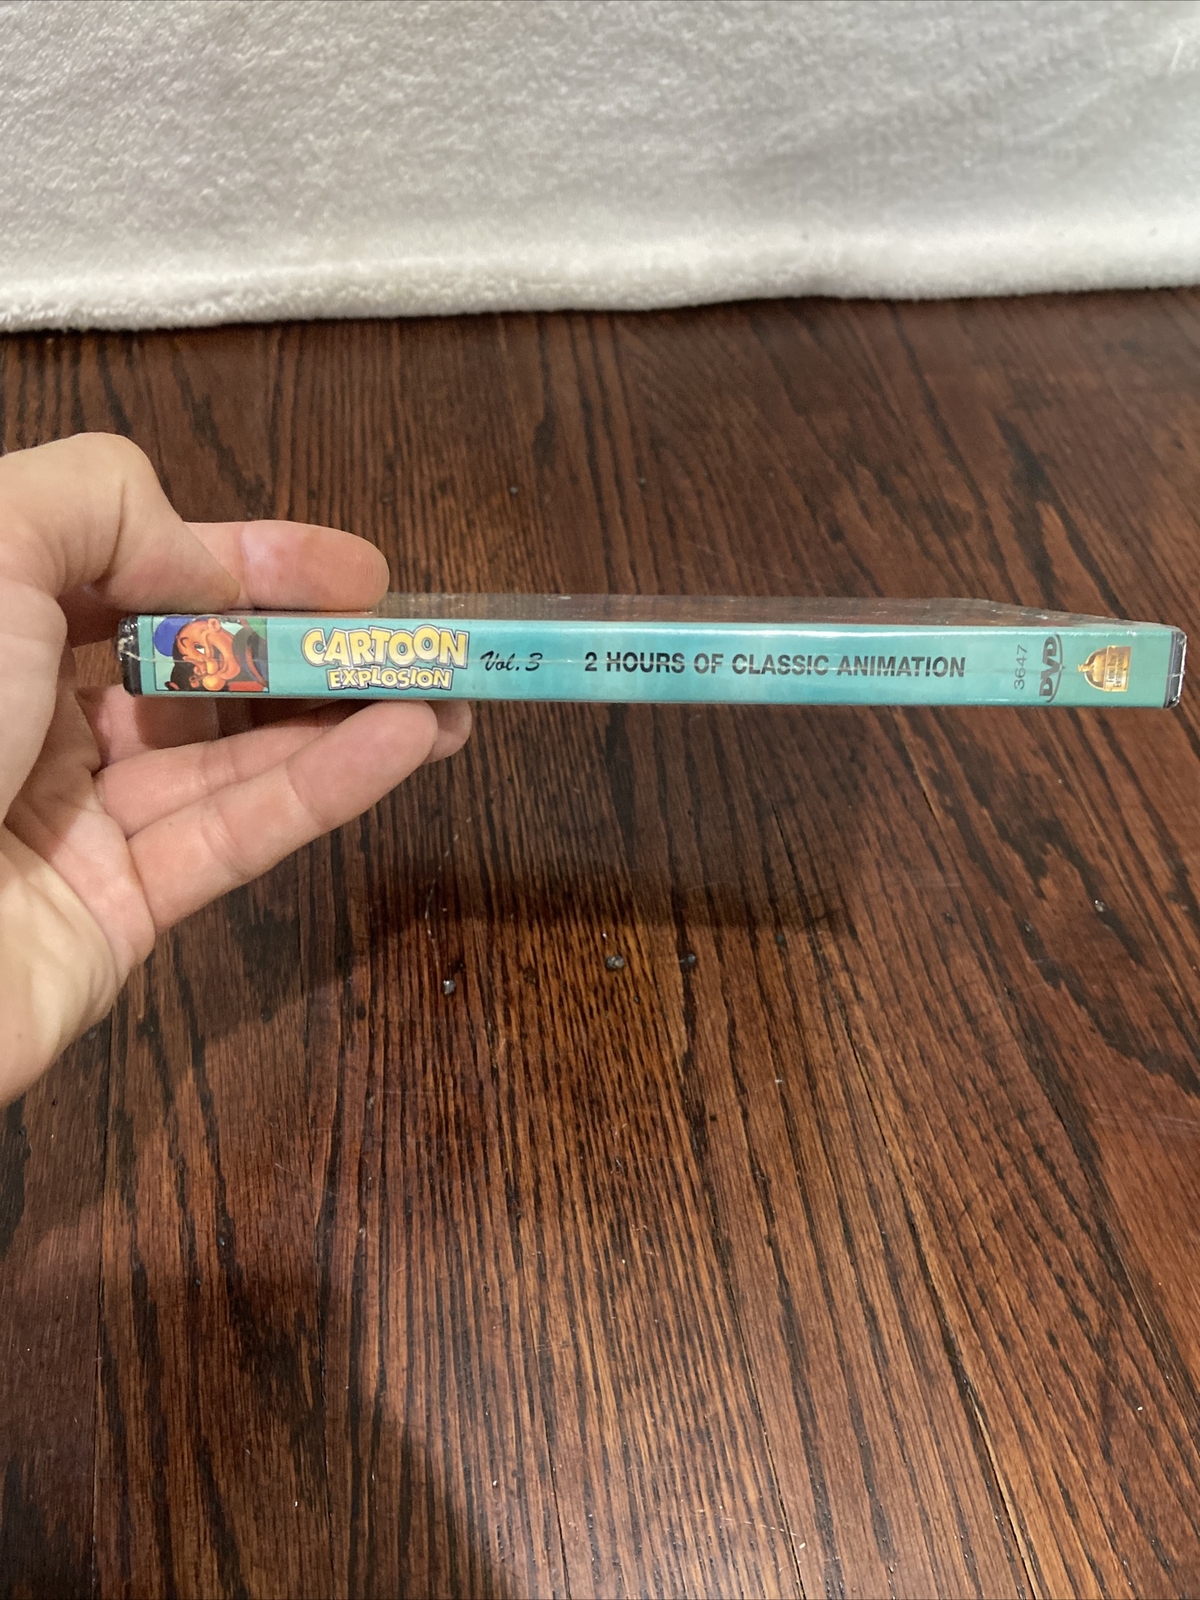 CARTOON
EXPLOSION
Vol. 3
2 HOURS OF CLASSIC ANIMATION
3647
DVD